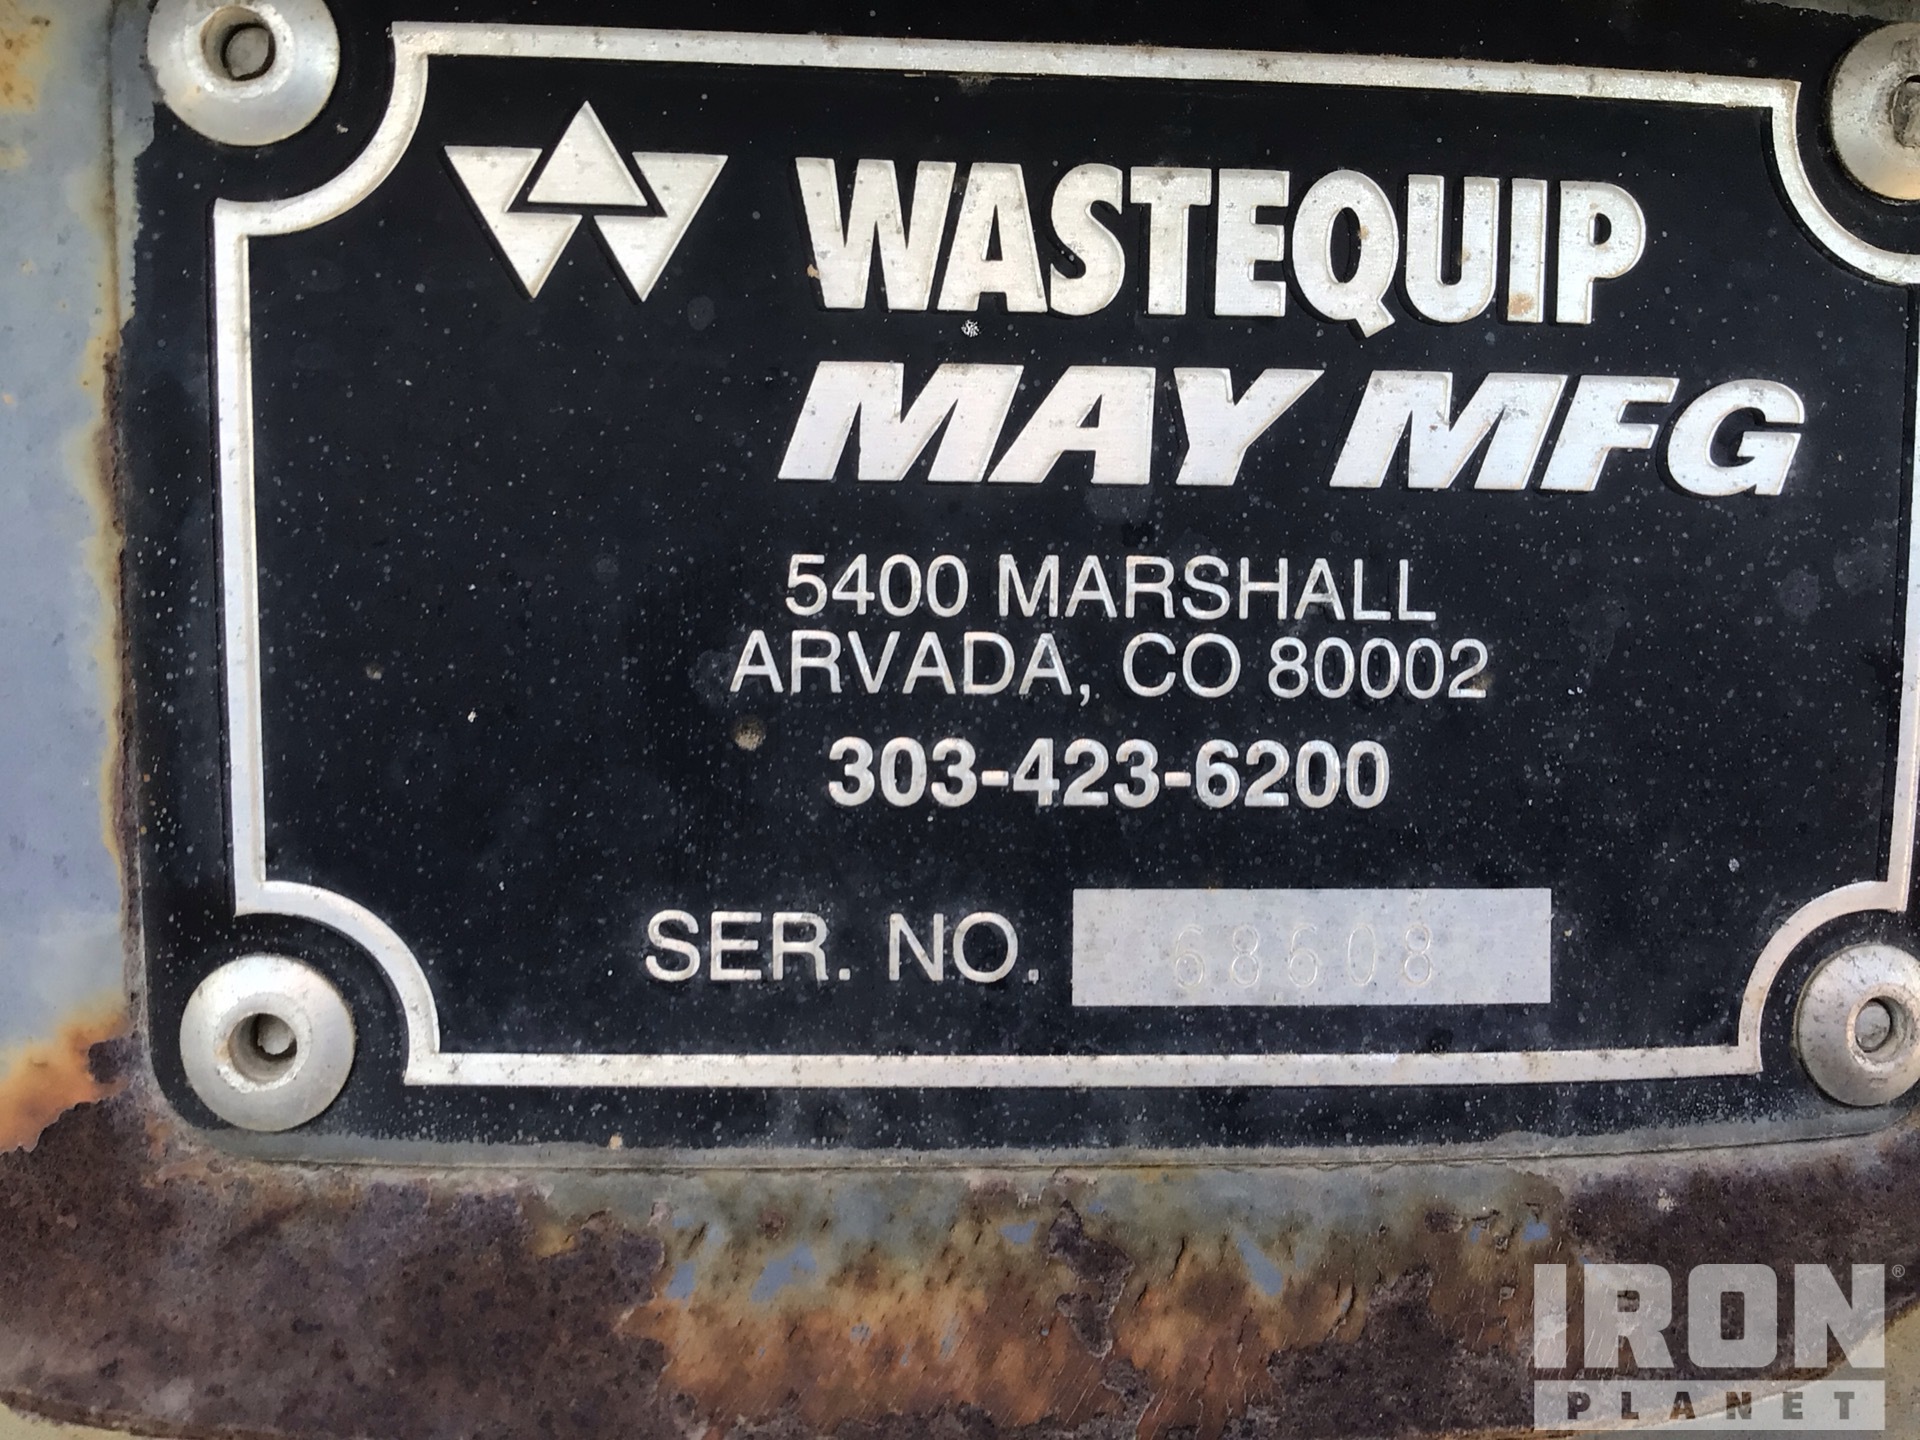 WASTEQUIP
MAY MFG
5400 MARSHALL
ARVADA, CO 80002
303-423-6200
SER. NO. 68608
IRON®
PLANET